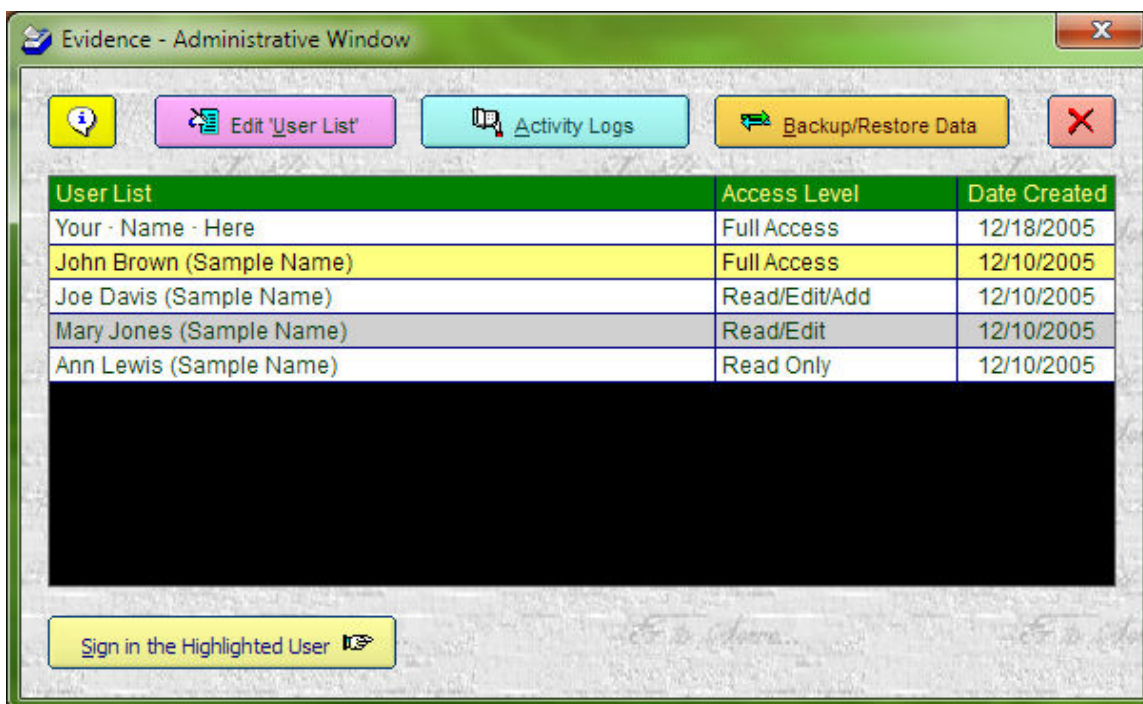 Evidence - Administrative Window
Edit 'User List' Activity Logs Backup/Restore Data
User List Access Level Date Created
Your · Name · Here Full Access 12/18/2005
John Brown (Sample Name) Full Access 12/10/2005
Joe Davis (Sample Name) Read/Edit/Add 12/10/2005
Mary Jones (Sample Name) Read/Edit 12/10/2005
Ann Lewis (Sample Name) Read Only 12/10/2005
Sign in the Highlighted User